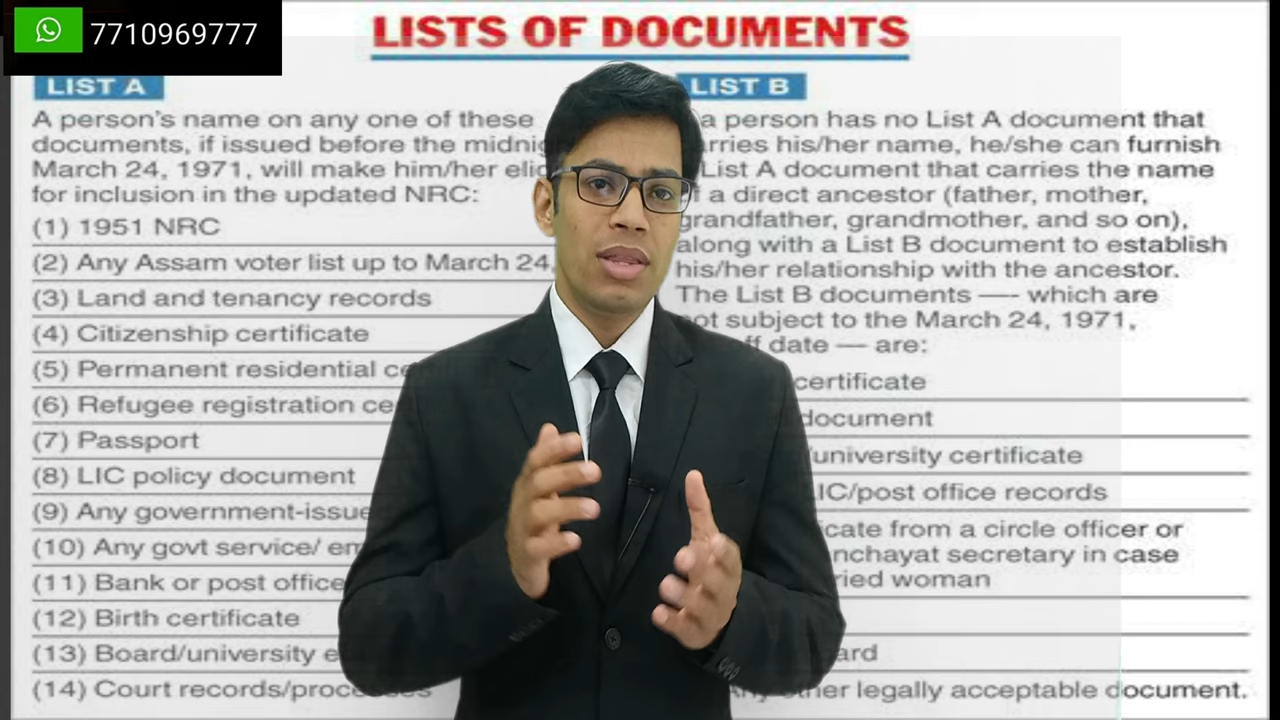 7710969777
LISTS OF DOCUMENTS
LIST A
A person's name on any one of these
documents, if issued before the
March 24, 1971, will make him/her
for inclusion in the updated NRC:
(1) 1951 NRC
(2) Any Assam voter list up to March 24,
(3) Land and tenancy records
(4) Citizenship certificate
(5) Permanent residential
(6) Refugee registration
(7) Passport
(8) LIC policy document
(9) Any government-issue
(10) Any govt service/
(11) Bank or post office
(12) Birth certificate
(13) Board/university
(14) Court records/processes
LIST B
a person has no List A document that
carries his/her name, he/she can furnish
List A document that carries the name
of a direct ancestor (father, mother,
grandfather, grandmother, and so on),
along with a List B document to establish
his/her relationship with the ancestor.
The List B documents —- which are
not subject to the March 24, 1971,
date — are:
certificate
document
/university certificate
LIC/post office records
from a circle officer or
secretary in case
woman
other legally acceptable document.